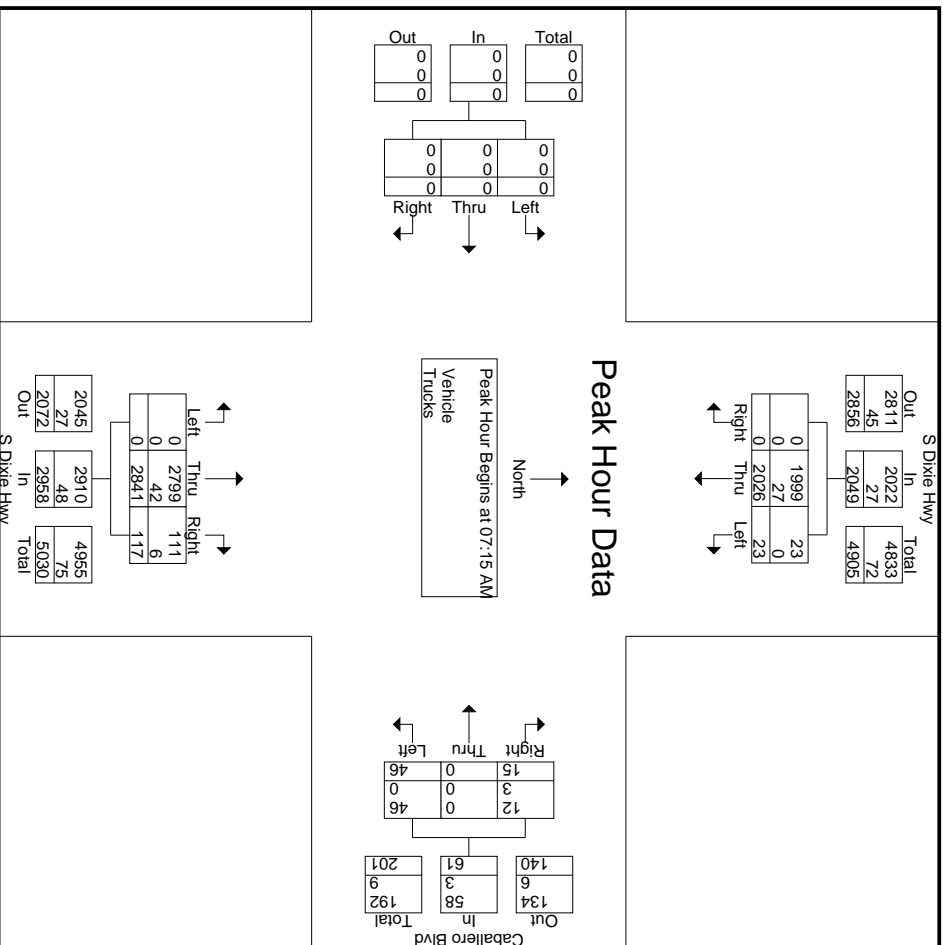 Out
In
Total
0
0
0
0
0
0
0
0
0
0 0 0
0 0 0
0 0 0
Right Thru Left
Peak Hour Data
North
Peak Hour Begins at 07:15 AM
Vehicle
Trucks
S Dixie Hwy
Out In Total
2811 2022 4833
45 27 72
2856 2049 4905
0 1999 23
0 27 0
0 2026 23
Right Thru Left
Left Thru Right
0 2799 111
0 42 6
0 2841 117
2045 2910 4955
27 48 75
2072 2958 5030
Out In Total
S Dixie Hwy
Right Thru Left
15 0 46
3 0 0
12 0 46
201 61 140
9 3 6
192 58 134
Total In Out
Caballero Blvd